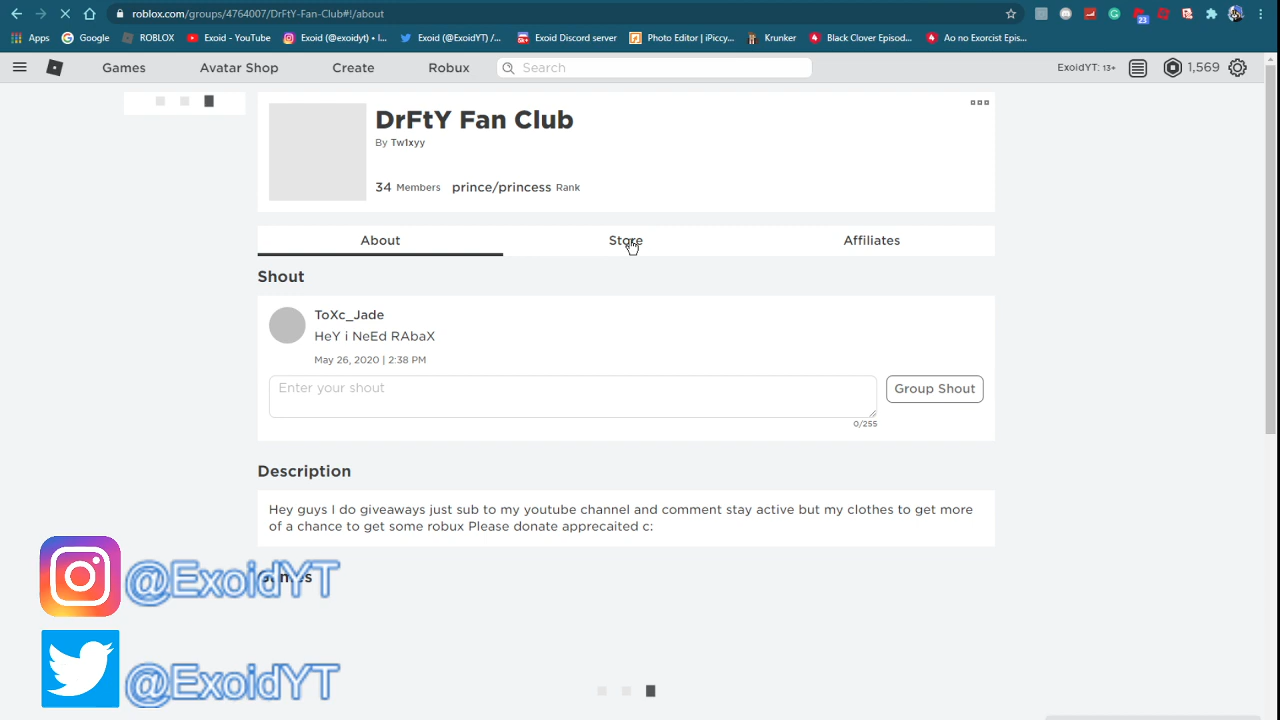 roblox.com/groups/4764007/DrFtY-Fan-Club#!/about
23
Apps Google ROBLOX Exoid - YouTube Exoid (@exoidyt) • I... Exoid (@ExoidYT) /... Exoid Discord server Photo Editor | iPiccy... Krunker Black Clover Episod... Ao no Exorcist Epis...
Games Avatar Shop Create Robux Search ExoidYT: 13+ 1,569
DrFtY Fan Club
By Tw1xyy
34 Members prince/princess Rank
About Store Affiliates
Shout
ToXc_Jade
HeY i NeEd RAbaX
May 26, 2020 | 2:38 PM
Enter your shout
Group Shout
0/255
Description
Hey guys I do giveaways just sub to my youtube channel and comment stay active but my clothes to get more
of a chance to get some robux Please donate apprecaited c:
Games
@ExoidYT
@ExoidYT